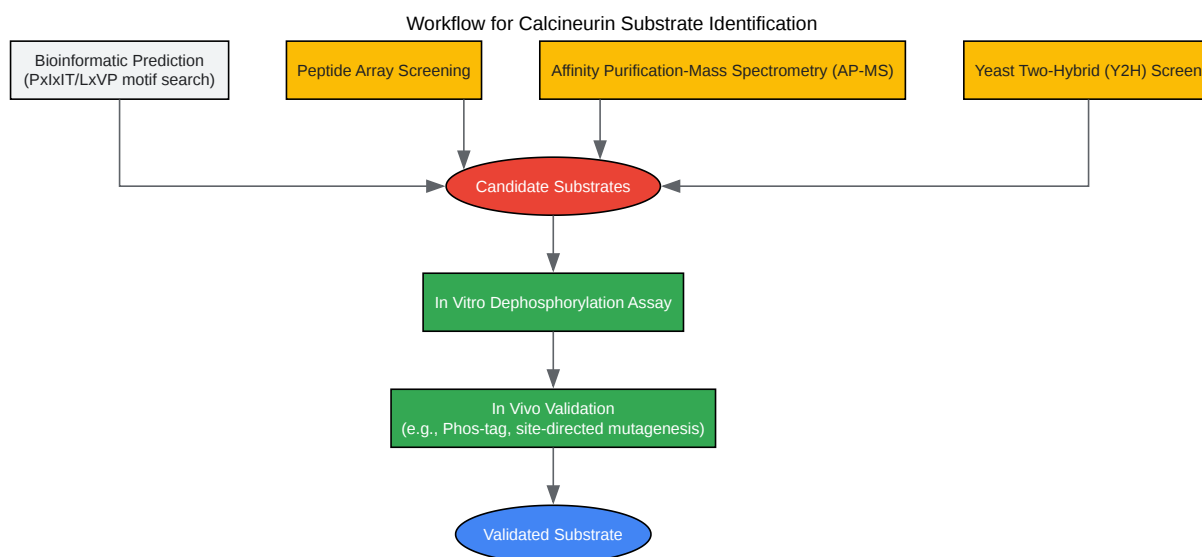 Workflow for Calcineurin Substrate Identification
Bioinformatic Prediction
(PxIxIT/LxVP motif search)
Peptide Array Screening
Affinity Purification-Mass Spectrometry (AP-MS)
Yeast Two-Hybrid (Y2H) Screen
Candidate Substrates
In Vitro Dephosphorylation Assay
In Vivo Validation
(e.g., Phos-tag, site-directed mutagenesis)
Validated Substrate